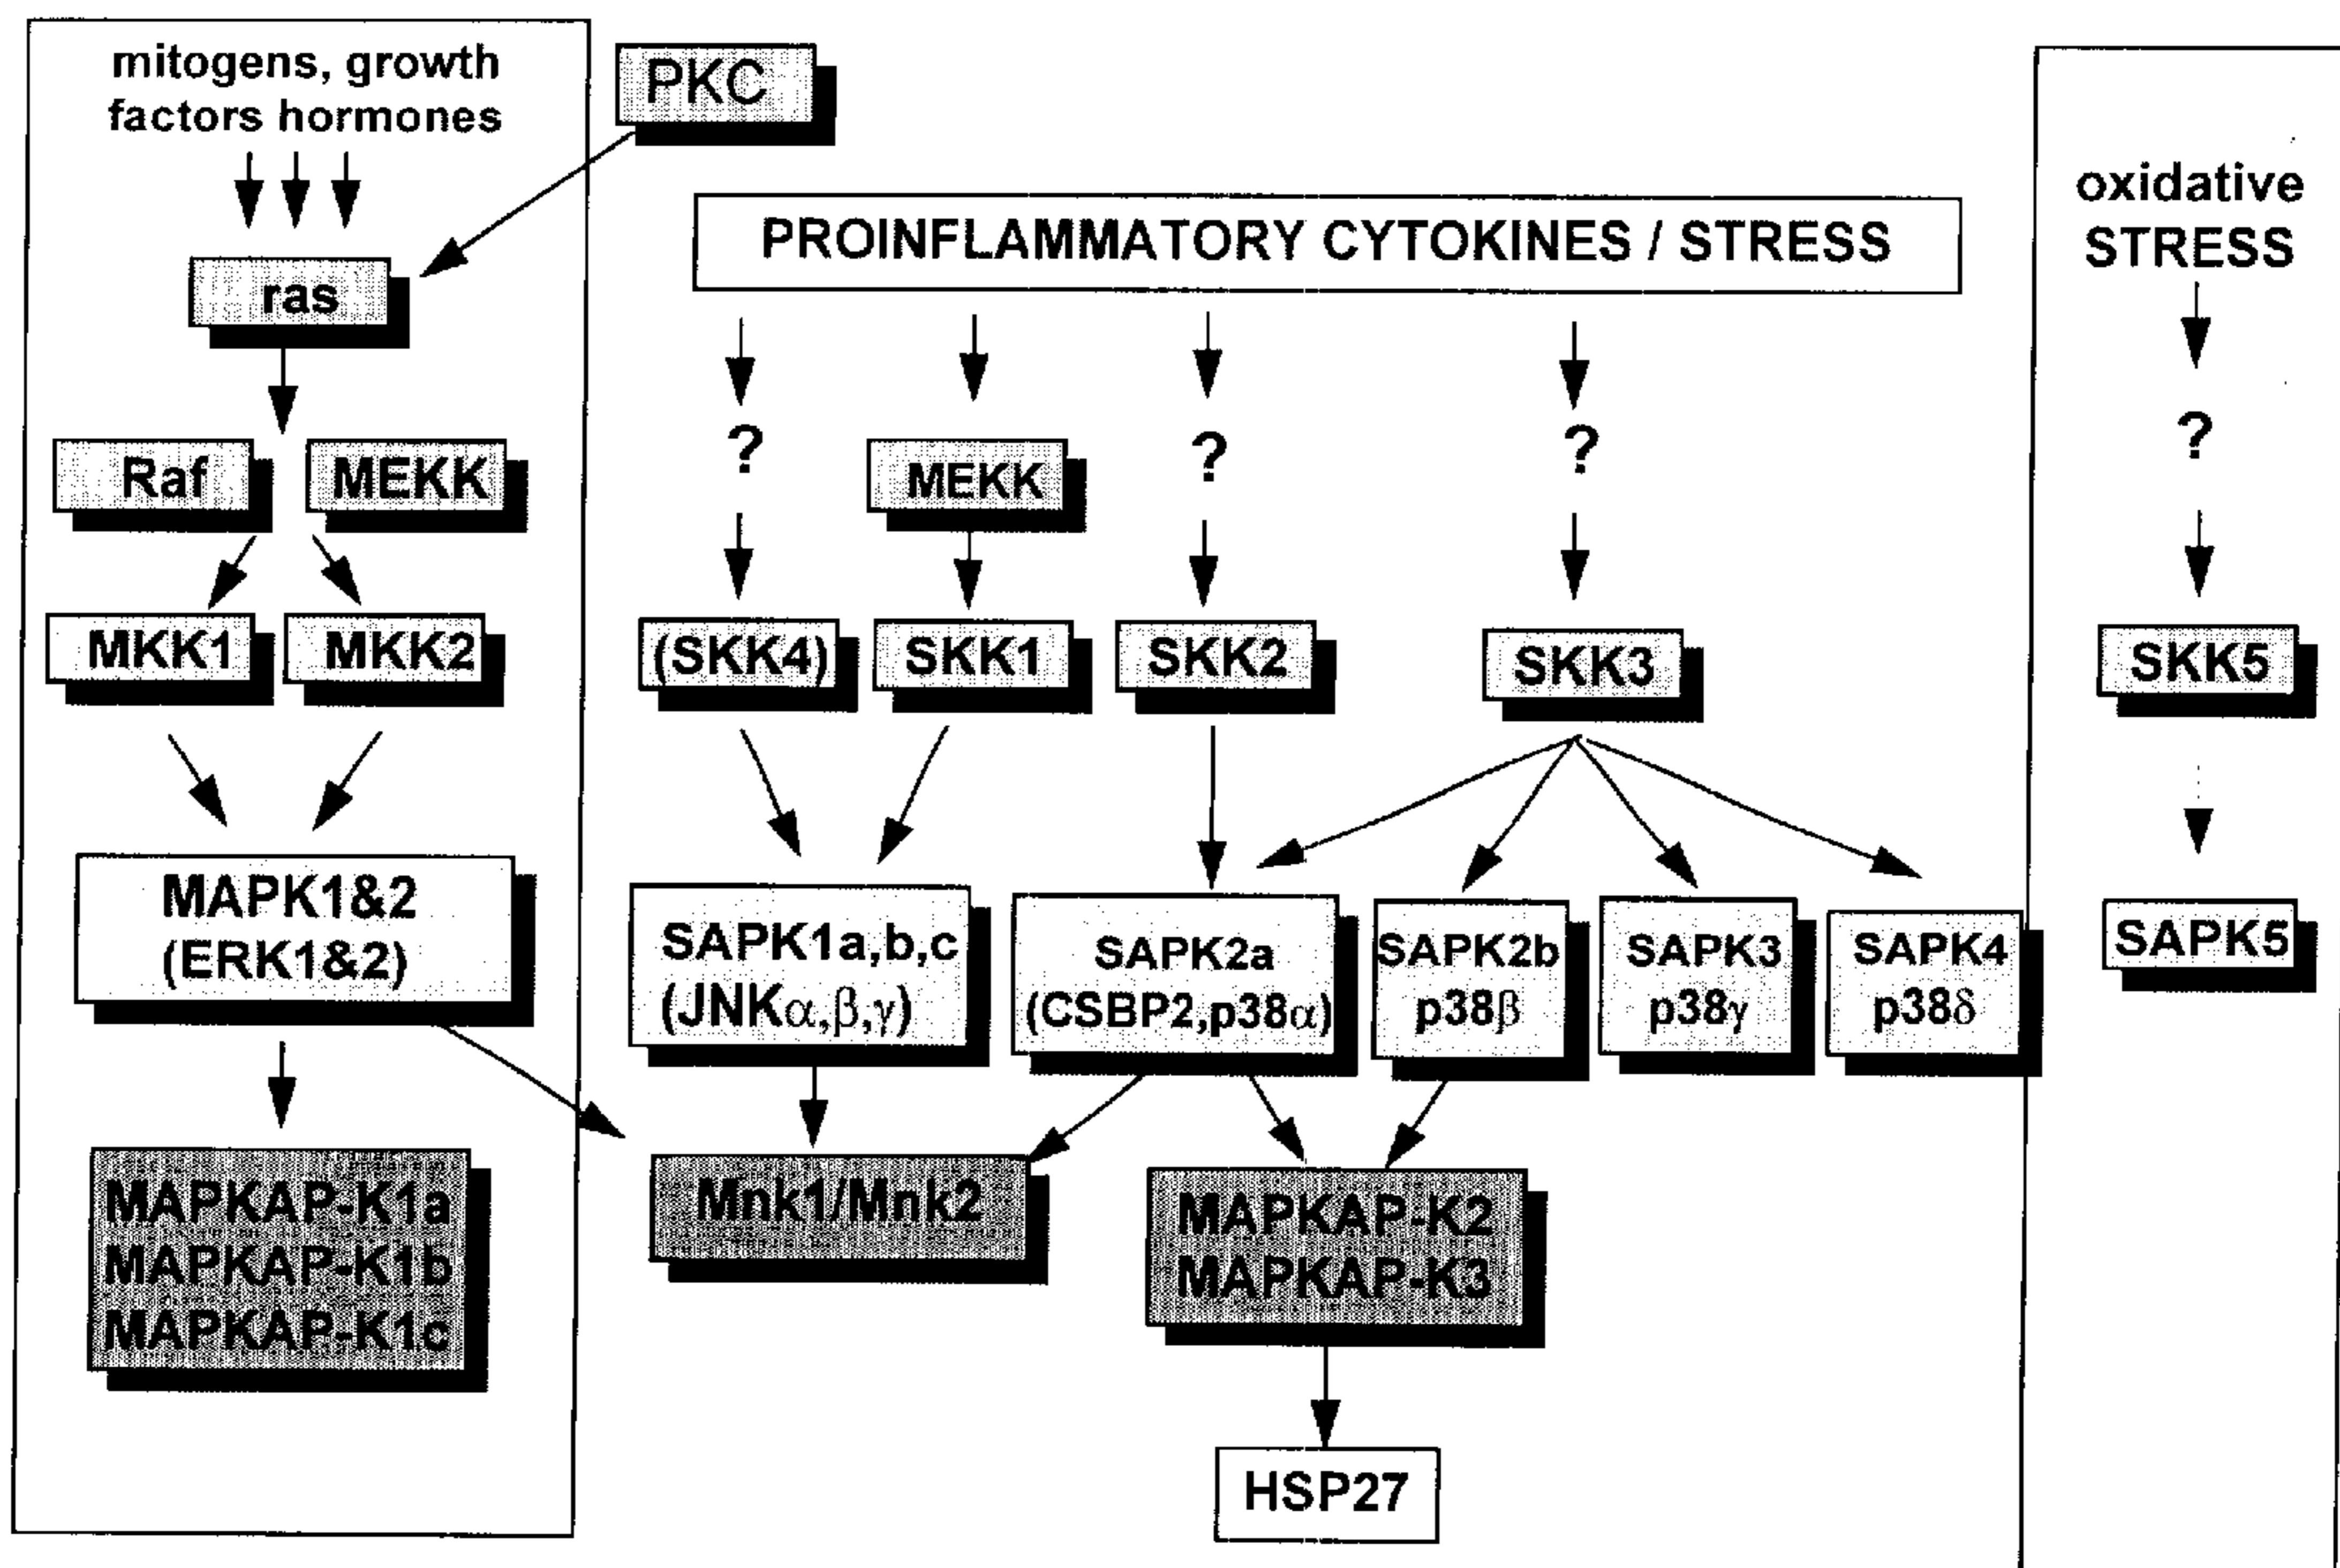 mitogens, growth
factors hormones
PKC
PROINFLAMMATORY CYTOKINES / STRESS
oxidative
STRESS
ras
?
?
?
?
Raf
MEKK
MEKK
MKK1
MKK2
(SKK4)
SKK1
SKK2
SKK3
SKK5
MAPK1&2
(ERK1&2)
SAPK1a,b,c
(JNKα,β,γ)
SAPK2a
(CSBP2,p38α)
SAPK2b
p38β
SAPK3
p38γ
SAPK4
p38δ
SAPK5
MAPKAP-K1a
MAPKAP-K1b
MAPKAP-K1c
Mnk1/Mnk2
MAPKAP-K2
MAPKAP-K3
HSP27